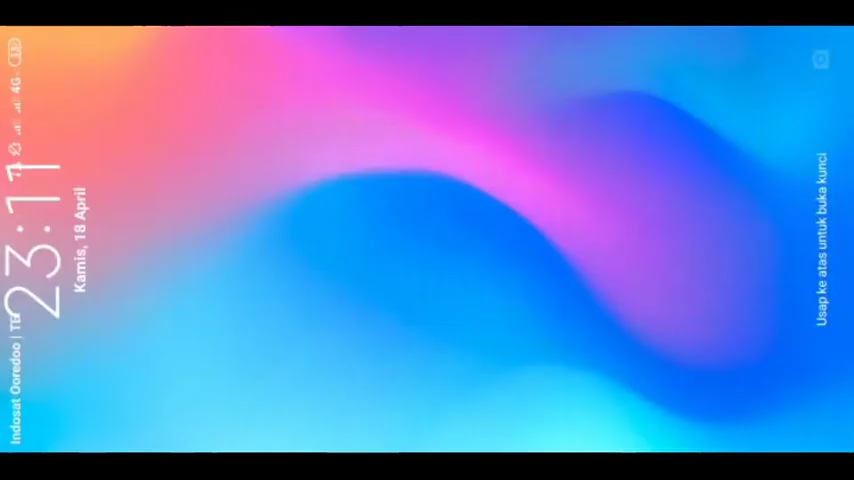 Indosat Ooredoo | TE
4G
23:11
Kamis, 18 April
Usap ke atas untuk buka kunci